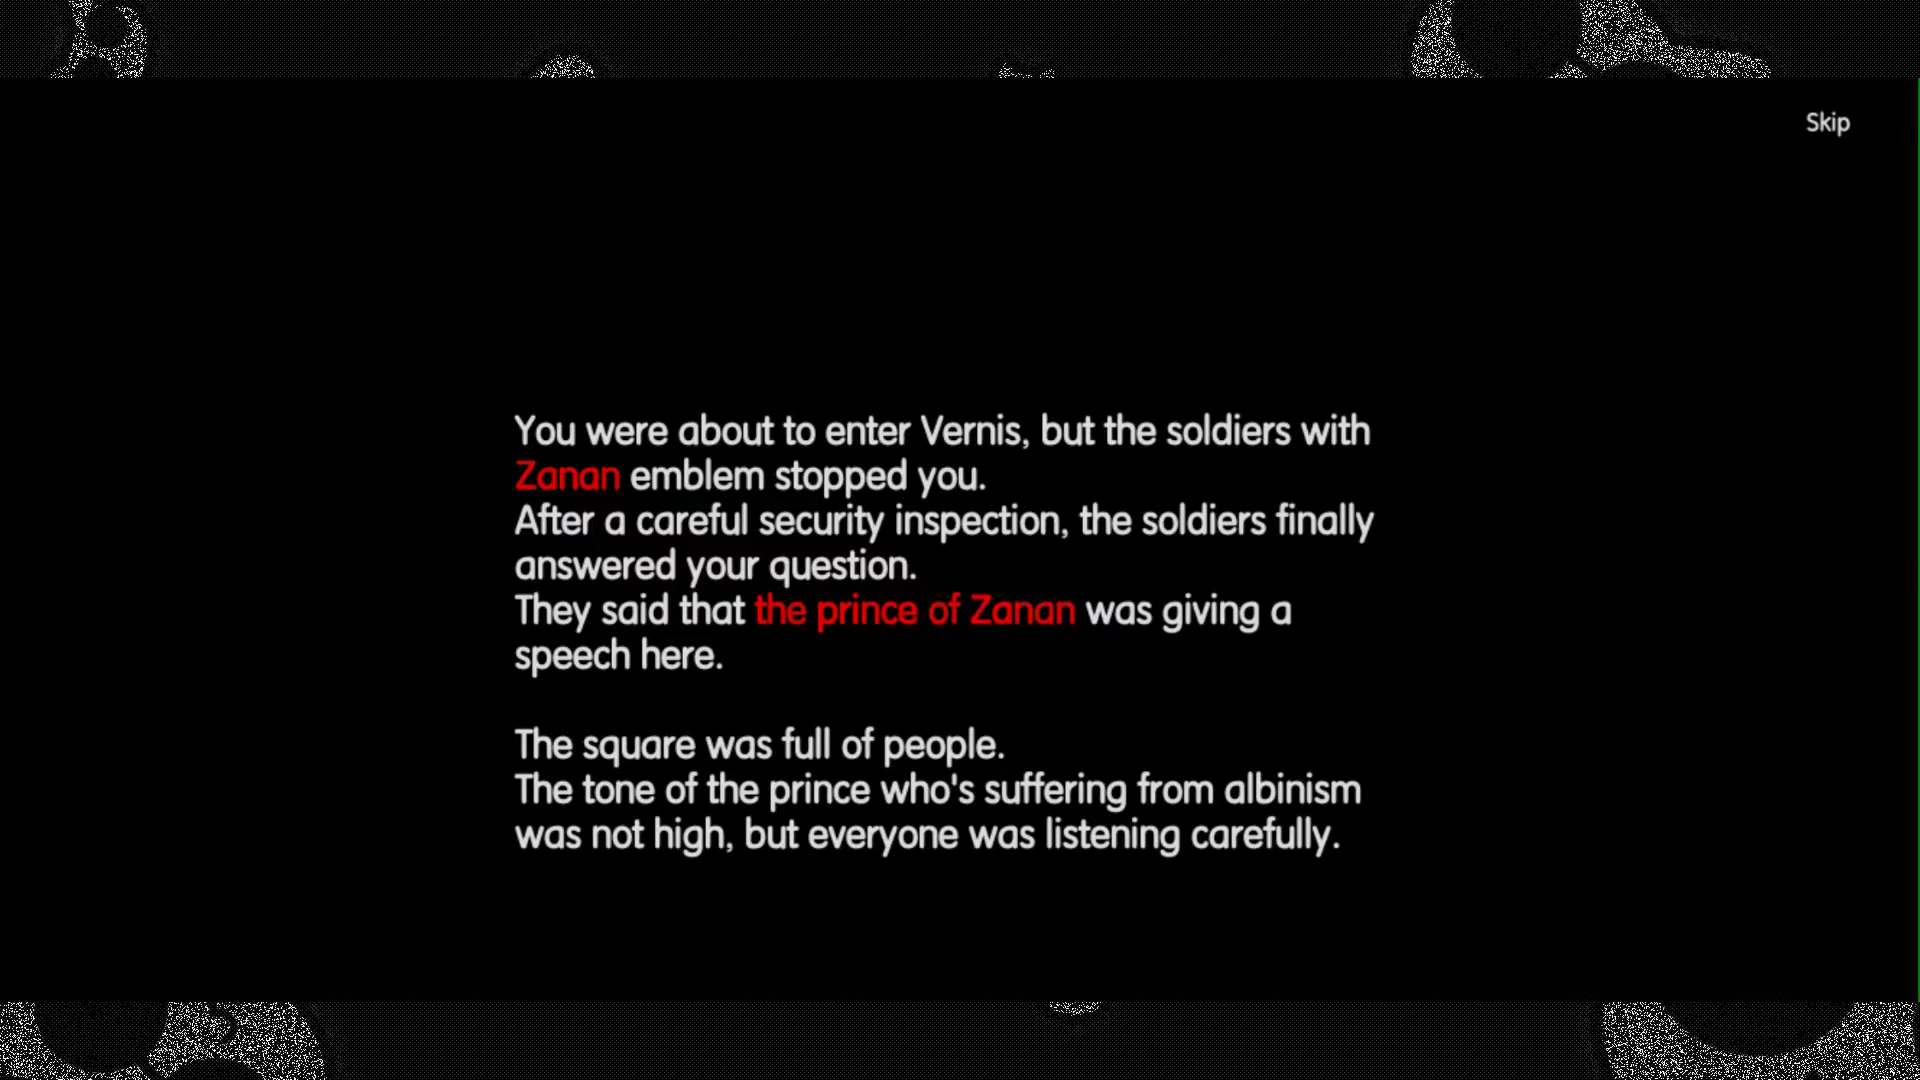 Skip
You were about to enter Vernis, but the soldiers with
Zanan emblem stopped you.
After a careful security inspection, the soldiers finally
answered your question.
They said that the prince of Zanan was giving a
speech here.
The square was full of people.
The tone of the prince who's suffering from albinism
was not high, but everyone was listening carefully.